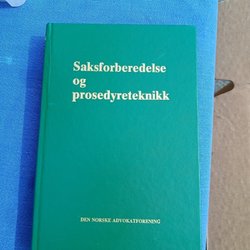 Saksforberedelse
og
prosedyreteknikk
DEN NORSKE ADVOKATFORENING